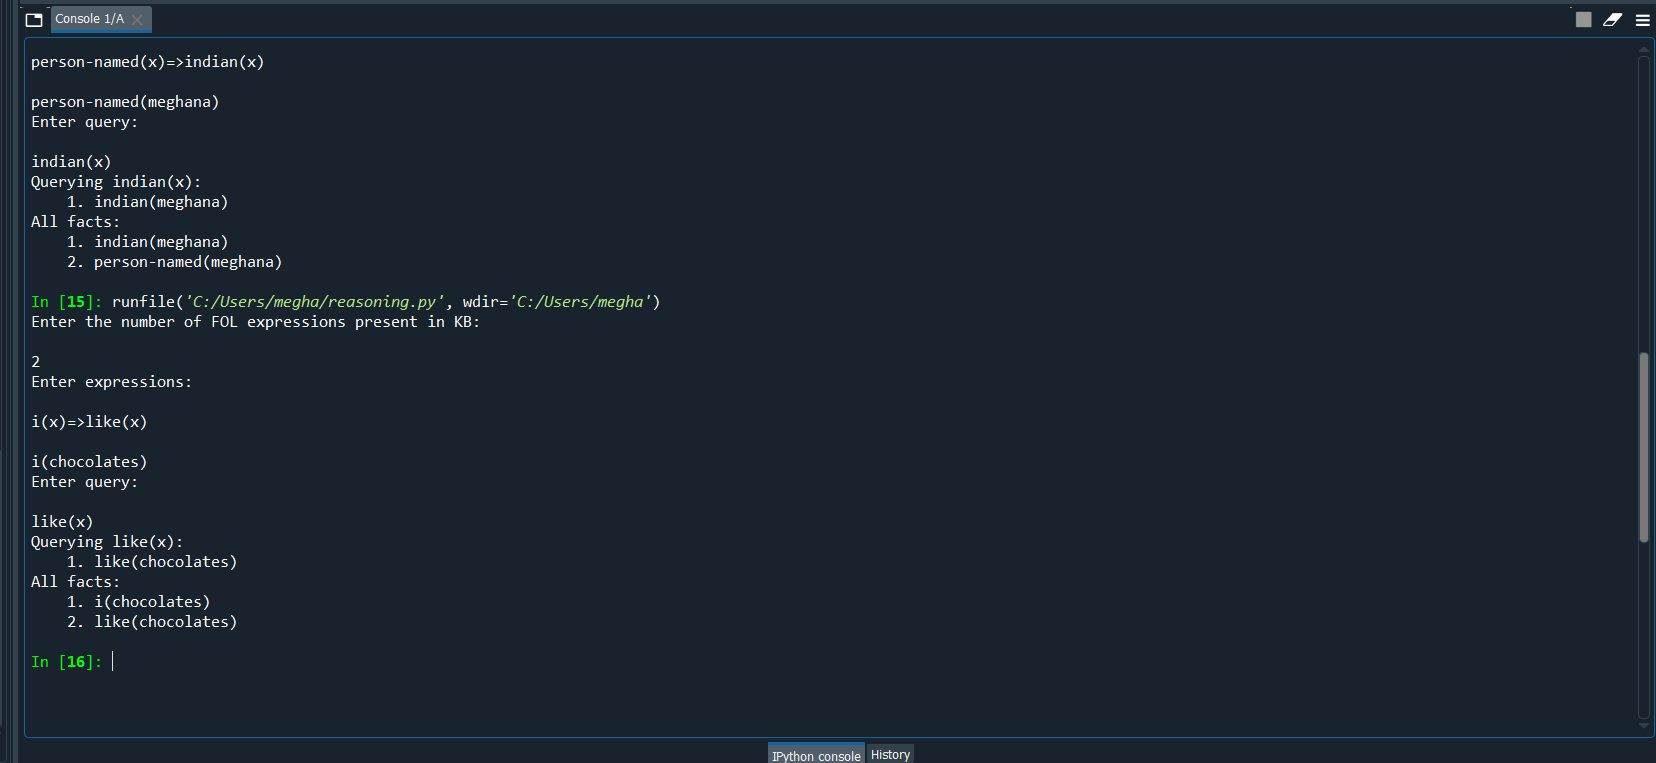 Console 1/A
person-named(x)=>indian(x)
person-named(meghana)
Enter query:
indian(x)
Querying indian(x):
1. indian(meghana)
All facts:
1. indian(meghana)
2. person-named(meghana)
In [15]: runfile('C:/Users/megha/reasoning.py', wdir='C:/Users/megha')
Enter the number of FOL expressions present in KB:
2
Enter expressions:
i(x)=>like(x)
i(chocolates)
Enter query:
like(x)
Querying like(x):
1. like(chocolates)
All facts:
1. i(chocolates)
2. like(chocolates)
In [16]:
IPython console History